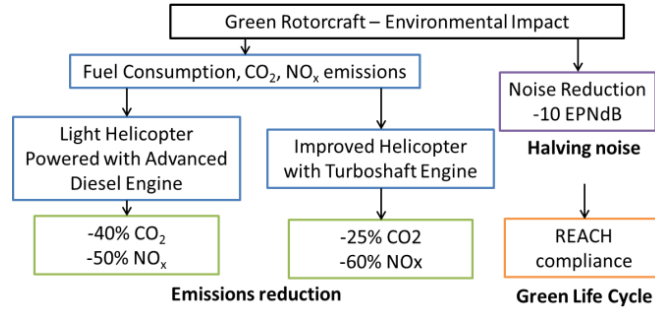 Green Rotorcraft – Environmental Impact
Fuel Consumption, CO₂, NOₓ emissions
Noise Reduction
-10 EPNdB
Halving noise
Light Helicopter
Powered with Advanced
Diesel Engine
Improved Helicopter
with Turboshaft Engine
-40% CO₂
-50% NOₓ
-25% CO2
-60% NOx
REACH
compliance
Emissions reduction
Green Life Cycle